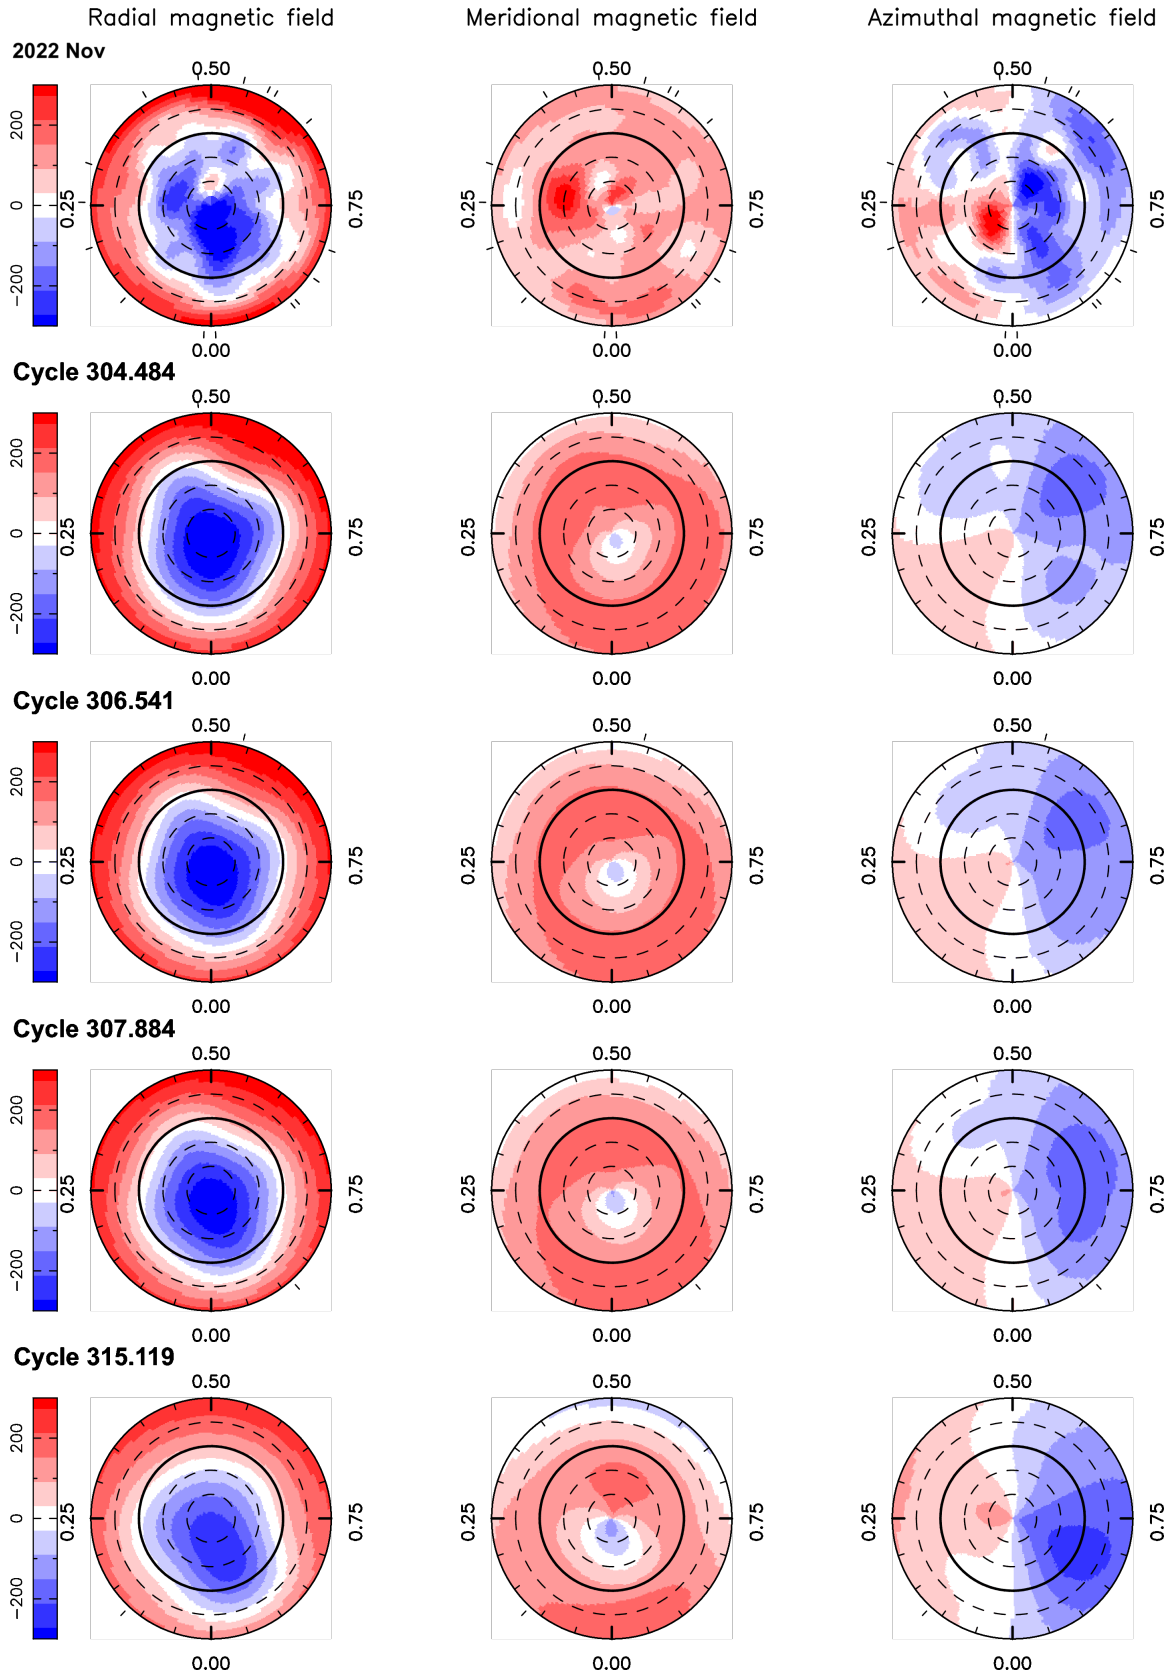 Radial magnetic field Meridional magnetic field Azimuthal magnetic field
2022 Nov
0.50 0.50 0.50
200 0 −200
0.25 0.75 0.25 0.75 0.25 0.75
0.00 0.00 0.00
Cycle 304.484
0.50 0.50 0.50
200 0 −200
0.25 0.75 0.25 0.75 0.25 0.75
0.00 0.00 0.00
Cycle 306.541
0.50 0.50 0.50
200 0 −200
0.25 0.75 0.25 0.75 0.25 0.75
0.00 0.00 0.00
Cycle 307.884
0.50 0.50 0.50
200 0 −200
0.25 0.75 0.25 0.75 0.25 0.75
0.00 0.00 0.00
Cycle 315.119
0.50 0.50 0.50
200 0 −200
0.25 0.75 0.25 0.75 0.25 0.75
0.00 0.00 0.00